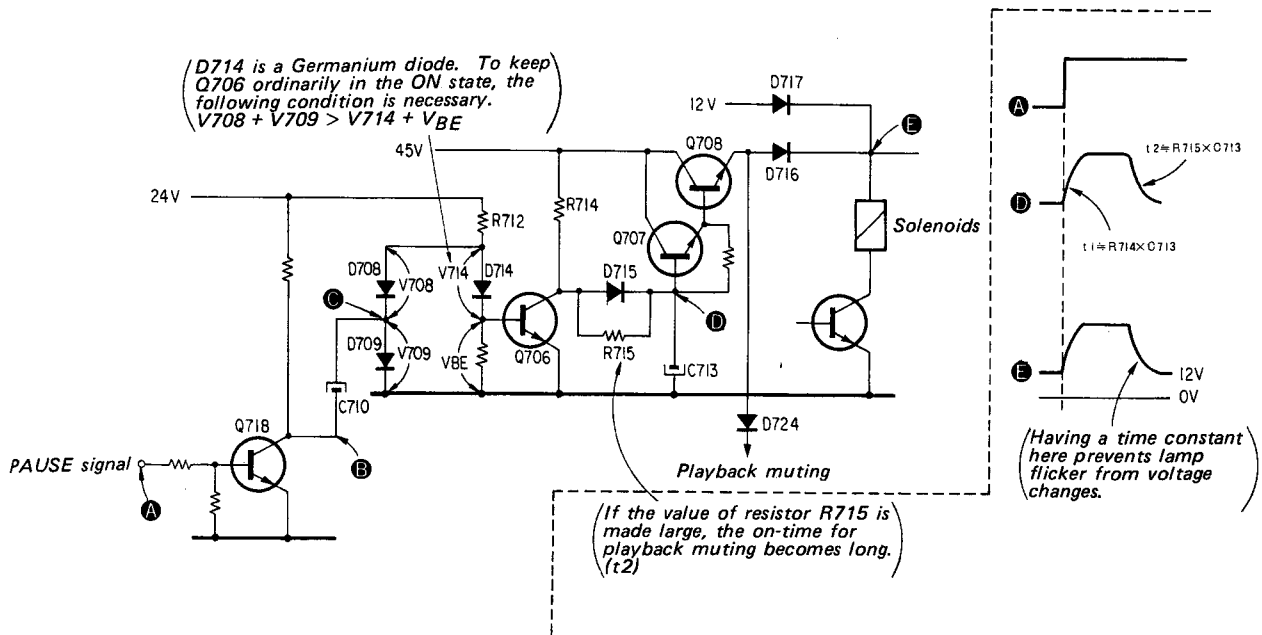 D714 is a Germanium diode. To keep
Q706 ordinarily in the ON state, the
following condition is necessary.
V708 + V709 > V714 + VBE
D717
12V
E
Q708
45V
D716
24V
R712
R714
Q707
Solenoids
D708
V708
V714
D714
D715
C
D
D709
V709
VBE
Q706
R715
C713
C710
D724
Q718
B
Playback muting
PAUSE signal
A
If the value of resistor R715 is
made large, the on-time for
playback muting becomes long.
(t2)
A
t2≒R715×C713
D
t1≒R714×C713
E
12V
0V
Having a time constant
here prevents lamp
flicker from voltage
changes.